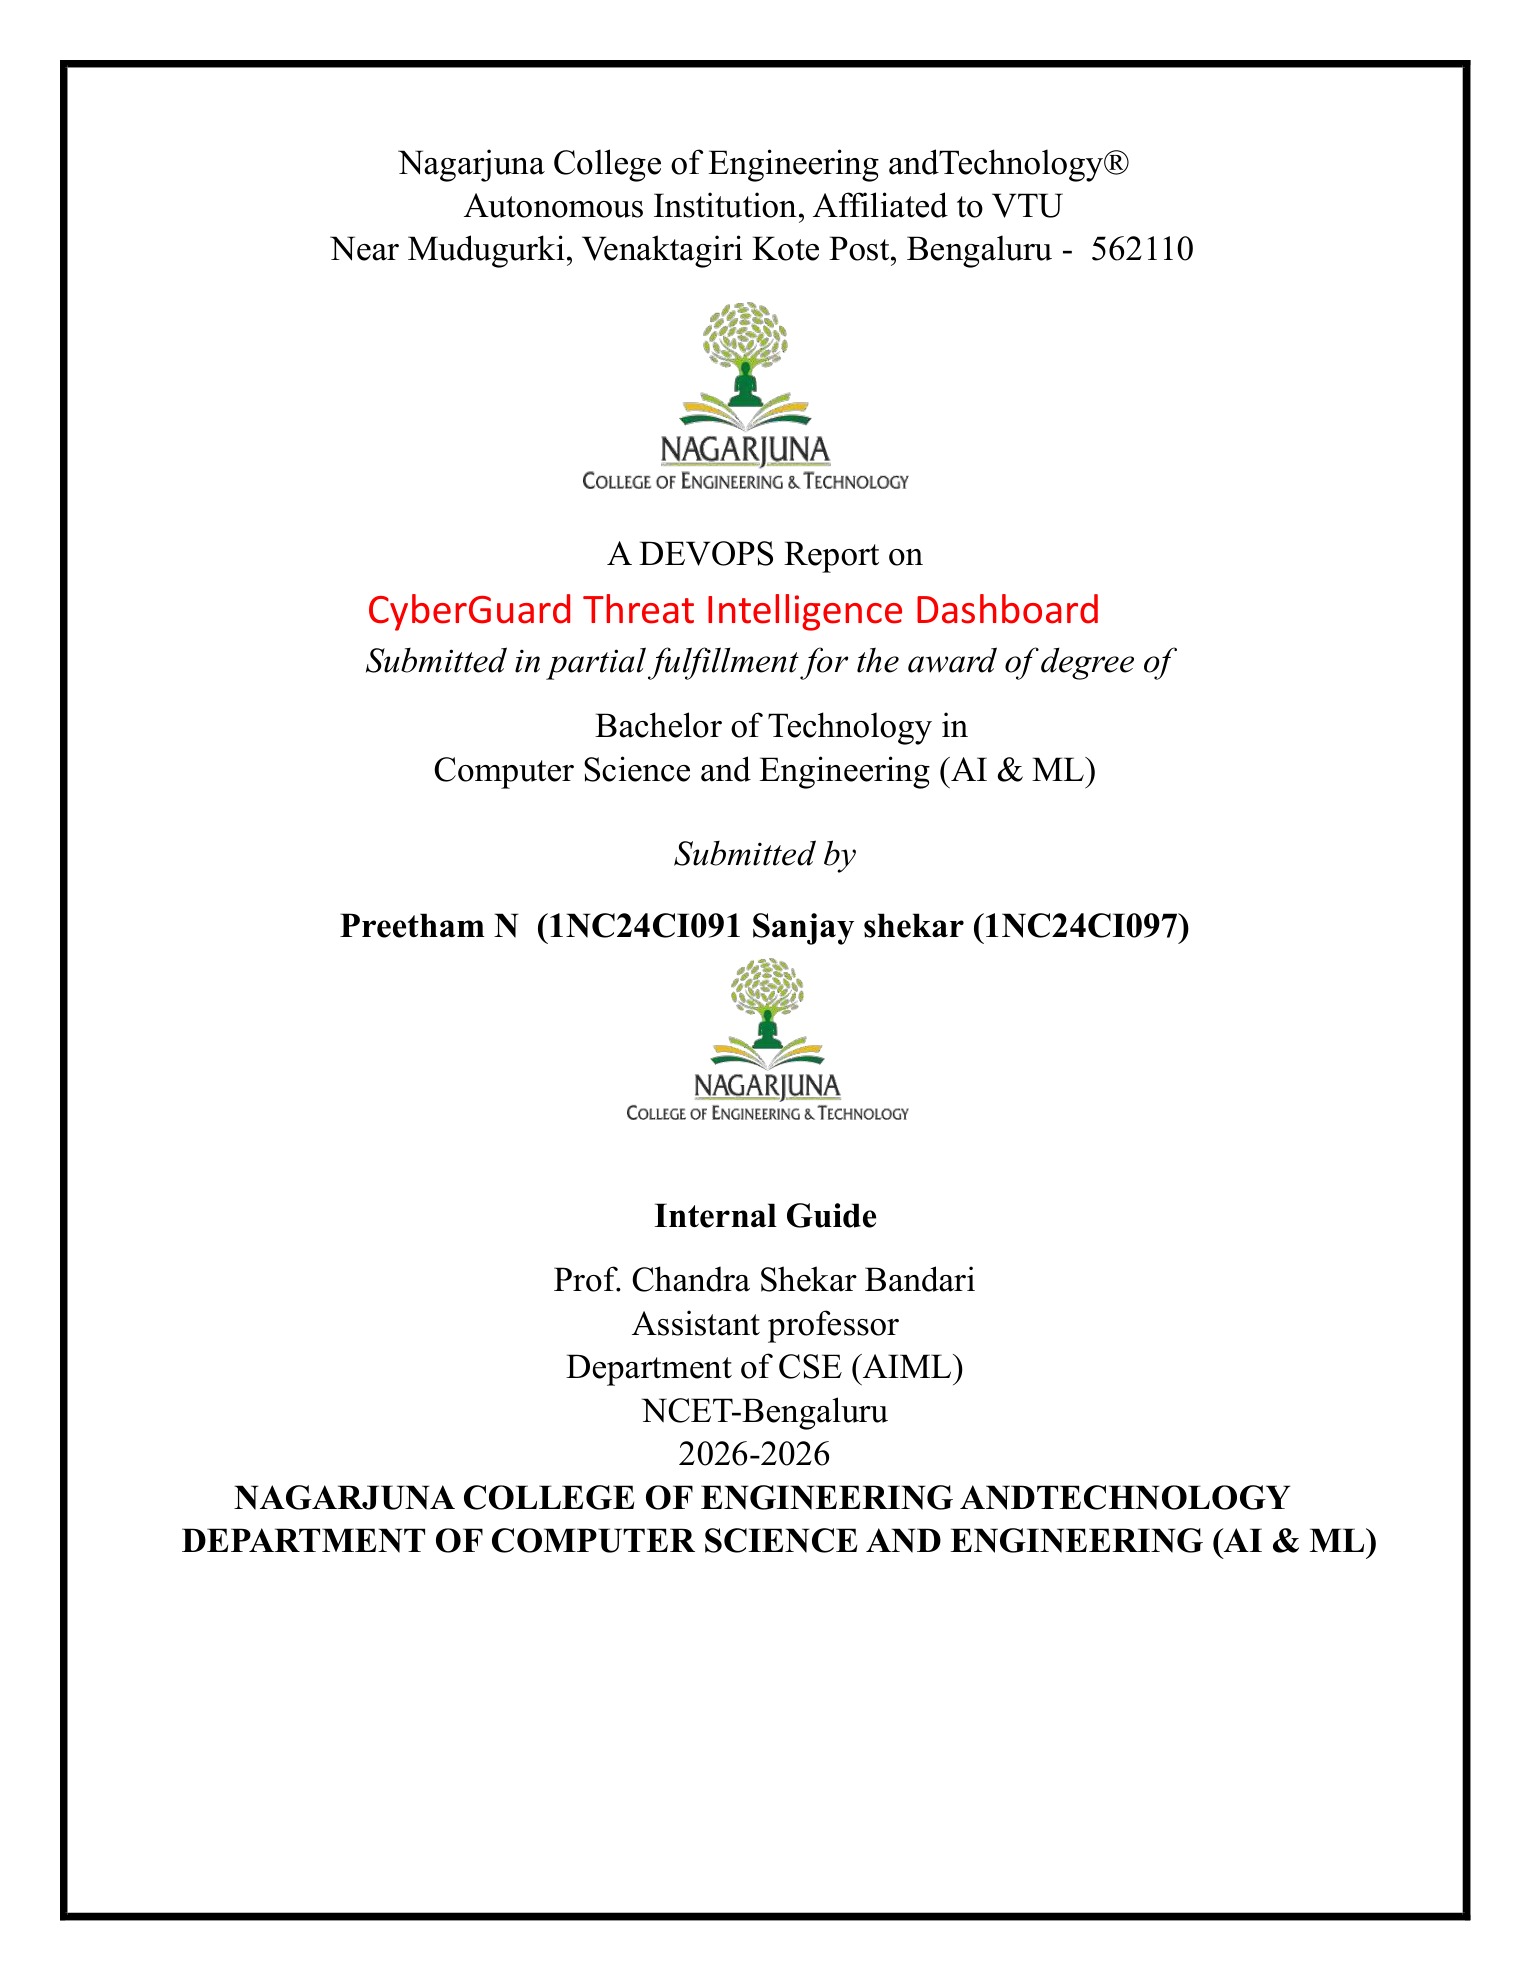 Nagarjuna College of Engineering andTechnology®
Autonomous Institution, Affiliated to VTU
Near Mudugurki, Venaktagiri Kote Post, Bengaluru -  562110
NAGARJUNA
COLLEGE OF ENGINEERING & TECHNOLOGY
A DEVOPS Report on
CyberGuard Threat Intelligence Dashboard
Submitted in partial fulfillment for the award of degree of
Bachelor of Technology in
Computer Science and Engineering (AI & ML)
Submitted by
Preetham N  (1NC24CI091 Sanjay shekar (1NC24CI097)
NAGARJUNA
COLLEGE OF ENGINEERING & TECHNOLOGY
Internal Guide
Prof. Chandra Shekar Bandari
Assistant professor
Department of CSE (AIML)
NCET-Bengaluru
2026-2026
NAGARJUNA COLLEGE OF ENGINEERING ANDTECHNOLOGY
DEPARTMENT OF COMPUTER SCIENCE AND ENGINEERING (AI & ML)